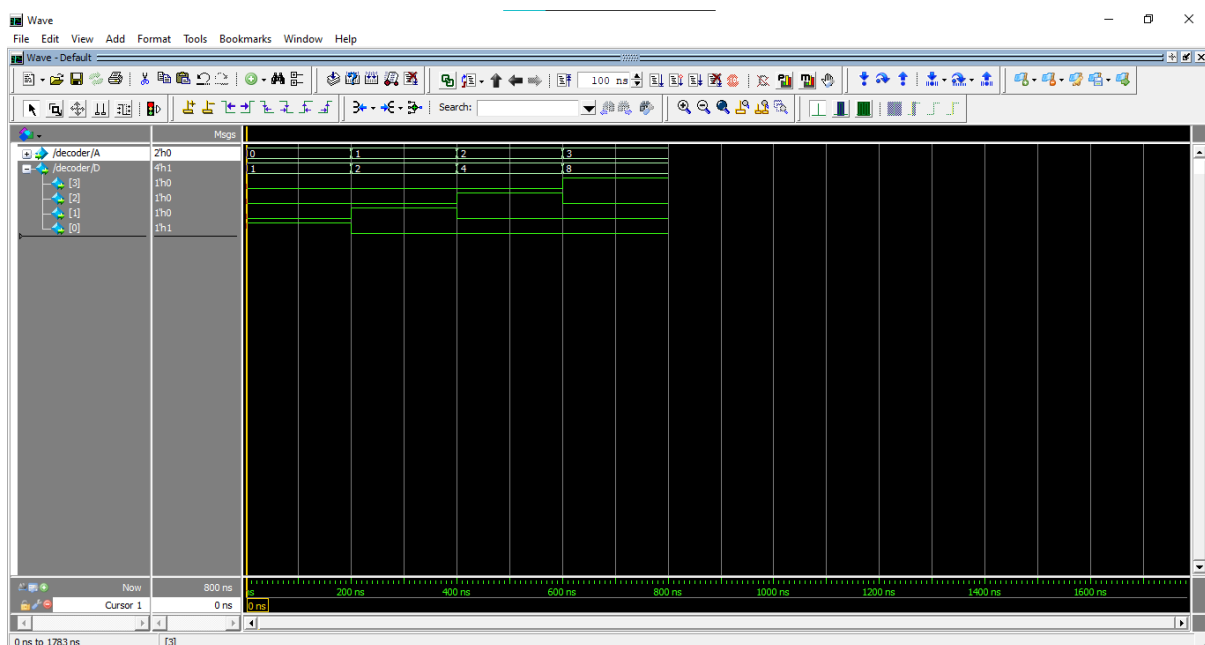 Wave
File Edit View Add Format Tools Bookmarks Window Help
Wave - Default
100 ns
Search:
Msgs
/decoder/A 2'h0 0 1 2 3
/decoder/D 4'h1 1 2 4 8
[3] 1'h0
[2] 1'h0
[1] 1'h0
[0] 1'h1
Now 800 ns ns 200 ns 400 ns 600 ns 800 ns 1000 ns 1200 ns 1400 ns 1600 ns
Cursor 1 0 ns 0 ns
0 ns to 1783 ns [3]